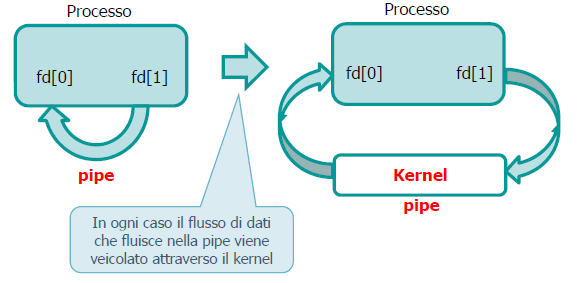 Processo
fd[0] fd[1]
pipe
In ogni caso il flusso di dati
che fluisce nella pipe viene
veicolato attraverso il kernel
Processo
fd[0] fd[1]
Kernel
pipe